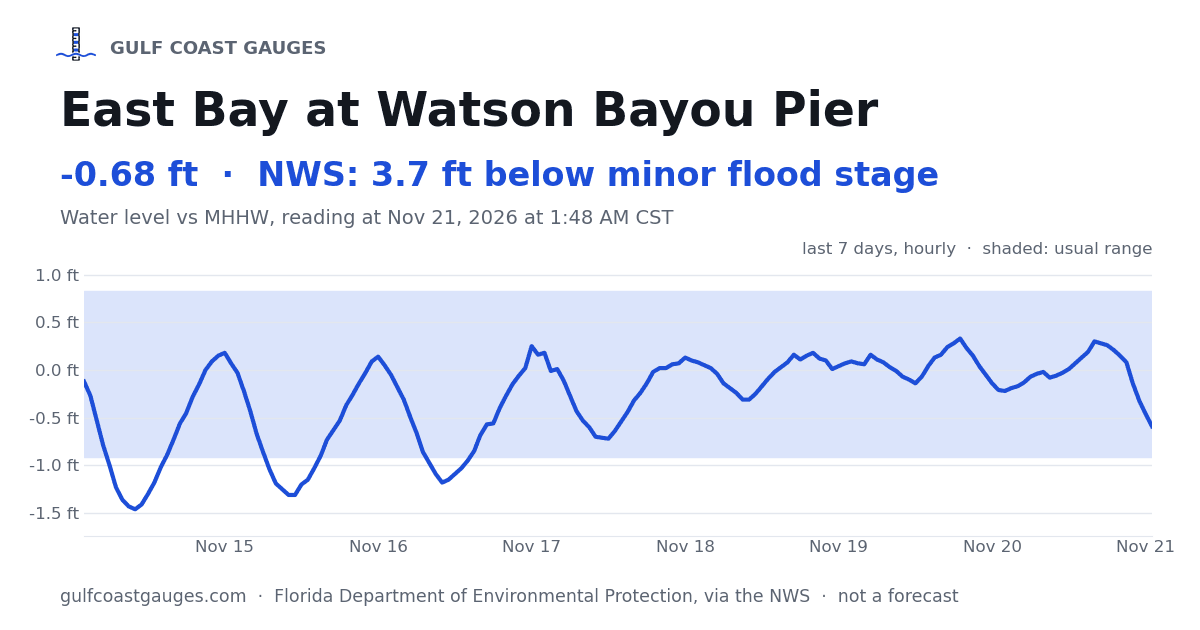 GULF COAST GAUGES
East Bay at Watson Bayou Pier
-0.68 ft · NWS: 3.7 ft below minor flood stage
Water level vs MHHW, reading at Nov 21, 2026 at 1:48 AM CST
last 7 days, hourly · shaded: usual range
1.0 ft
0.5 ft
0.0 ft
-0.5 ft
-1.0 ft
-1.5 ft
Nov 15 Nov 16 Nov 17 Nov 18 Nov 19 Nov 20 Nov 21
gulfcoastgauges.com · Florida Department of Environmental Protection, via the NWS · not a forecast